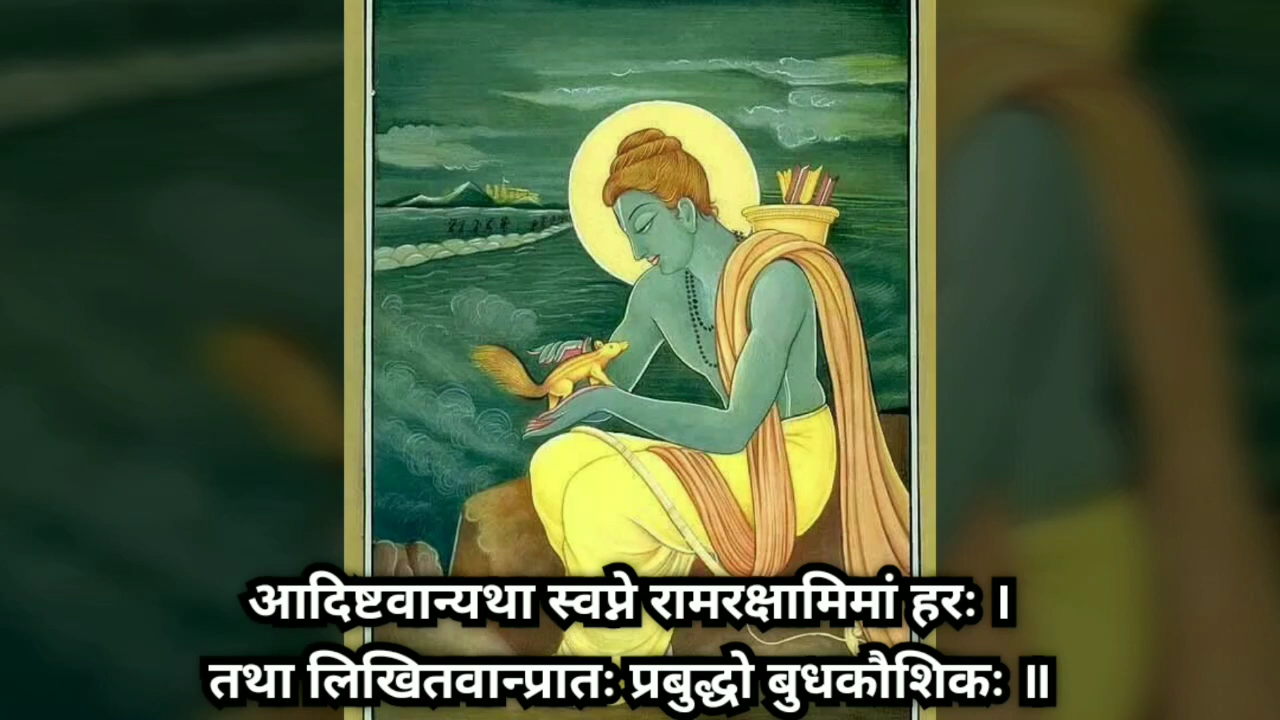 आदिष्टवान्यथा स्वप्ने रामरक्षामिमां हरः ।
तथा लिखितवान्प्रातः प्रबुद्धो बुधकौशिकः ॥